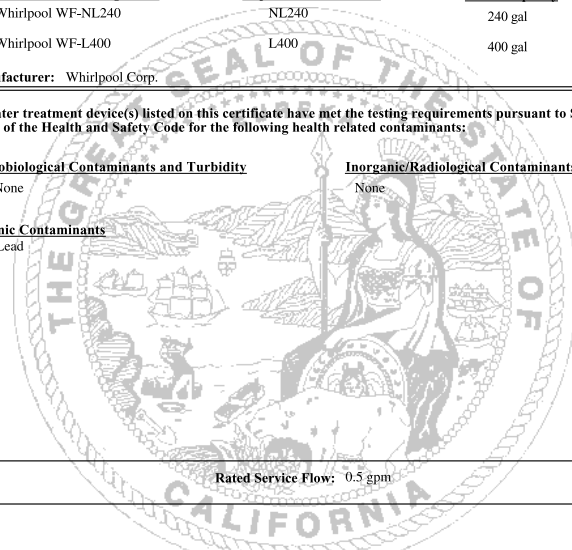 Whirlpool WF-NL240 NL240 240 gal
Whirlpool WF-L400 L400 400 gal
ufacturer: Whirlpool Corp.
ater treatment device(s) listed on this certificate have met the testing requirements pursuant to S
of the Health and Safety Code for the following health related contaminants:
obiological Contaminants and Turbidity Inorganic/Radiological Contaminants
None None
nic Contaminants
Lead
Rated Service Flow: 0.5 gpm
THE GREAT SEAL OF THE STATE OF CALIFORNIA
EUREKA